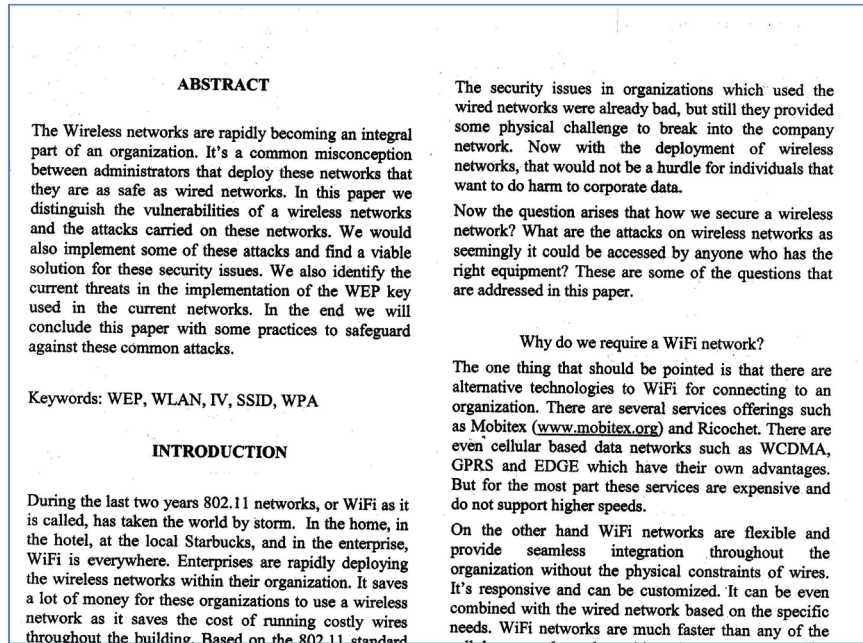 ABSTRACT
The Wireless networks are rapidly becoming an integral
part of an organization. It's a common misconception
between administrators that deploy these networks that
they are as safe as wired networks. In this paper we
distinguish the vulnerabilities of a wireless networks
and the attacks carried on these networks. We would
also implement some of these attacks and find a viable
solution for these security issues. We also identify the
current threats in the implementation of the WEP key
used in the current networks. In the end we will
conclude this paper with some practices to safeguard
against these common attacks.
Keywords: WEP, WLAN, IV, SSID, WPA
INTRODUCTION
During the last two years 802.11 networks, or WiFi as it
is called, has taken the world by storm. In the home, in
the hotel, at the local Starbucks, and in the enterprise,
WiFi is everywhere. Enterprises are rapidly deploying
the wireless networks within their organization. It saves
a lot of money for these organizations to use a wireless
network as it saves the cost of running costly wires
throughout the building. Based on the 802.11 standard
The security issues in organizations which used the
wired networks were already bad, but still they provided
some physical challenge to break into the company
network. Now with the deployment of wireless
networks, that would not be a hurdle for individuals that
want to do harm to corporate data.
Now the question arises that how we secure a wireless
network? What are the attacks on wireless networks as
seemingly it could be accessed by anyone who has the
right equipment? These are some of the questions that
are addressed in this paper.
Why do we require a WiFi network?
The one thing that should be pointed is that there are
alternative technologies to WiFi for connecting to an
organization. There are several services offerings such
as Mobitex (www.mobitex.org) and Ricochet. There are
even cellular based data networks such as WCDMA,
GPRS and EDGE which have their own advantages.
But for the most part these services are expensive and
do not support higher speeds.
On the other hand WiFi networks are flexible and
provide seamless integration throughout the
organization without the physical constraints of wires.
It's responsive and can be customized. It can be even
combined with the wired network based on the specific
needs. WiFi networks are much faster than any of the